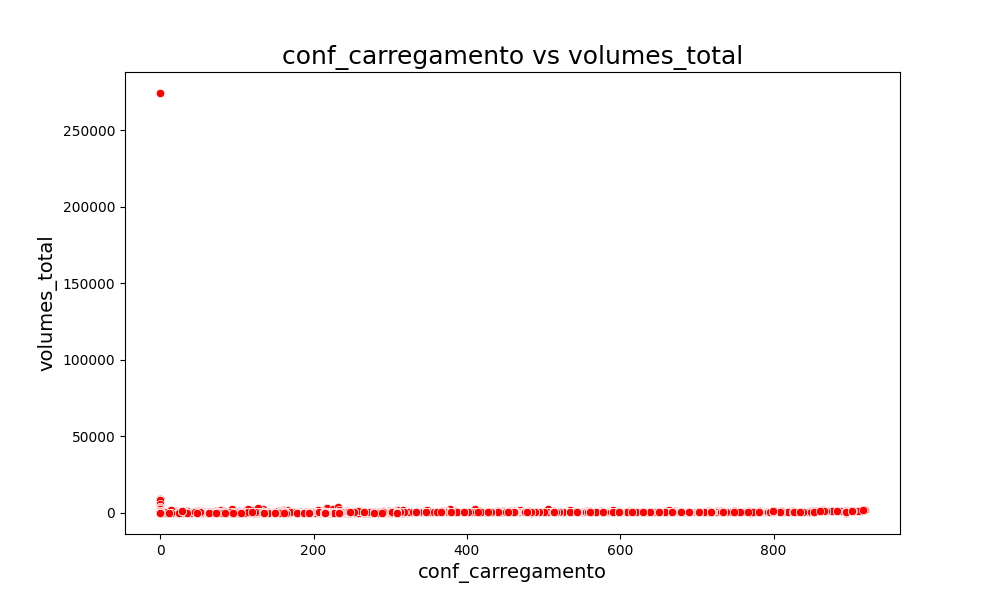 conf_carregamento vs volumes_total
volumes_total
250000
200000
150000
100000
50000
0
0 200 400 600 800
conf_carregamento